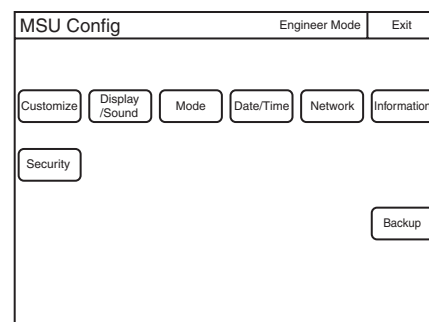 MSU Config Engineer Mode Exit
Customize Display /Sound Mode Date/Time Network Information
Security
Backup